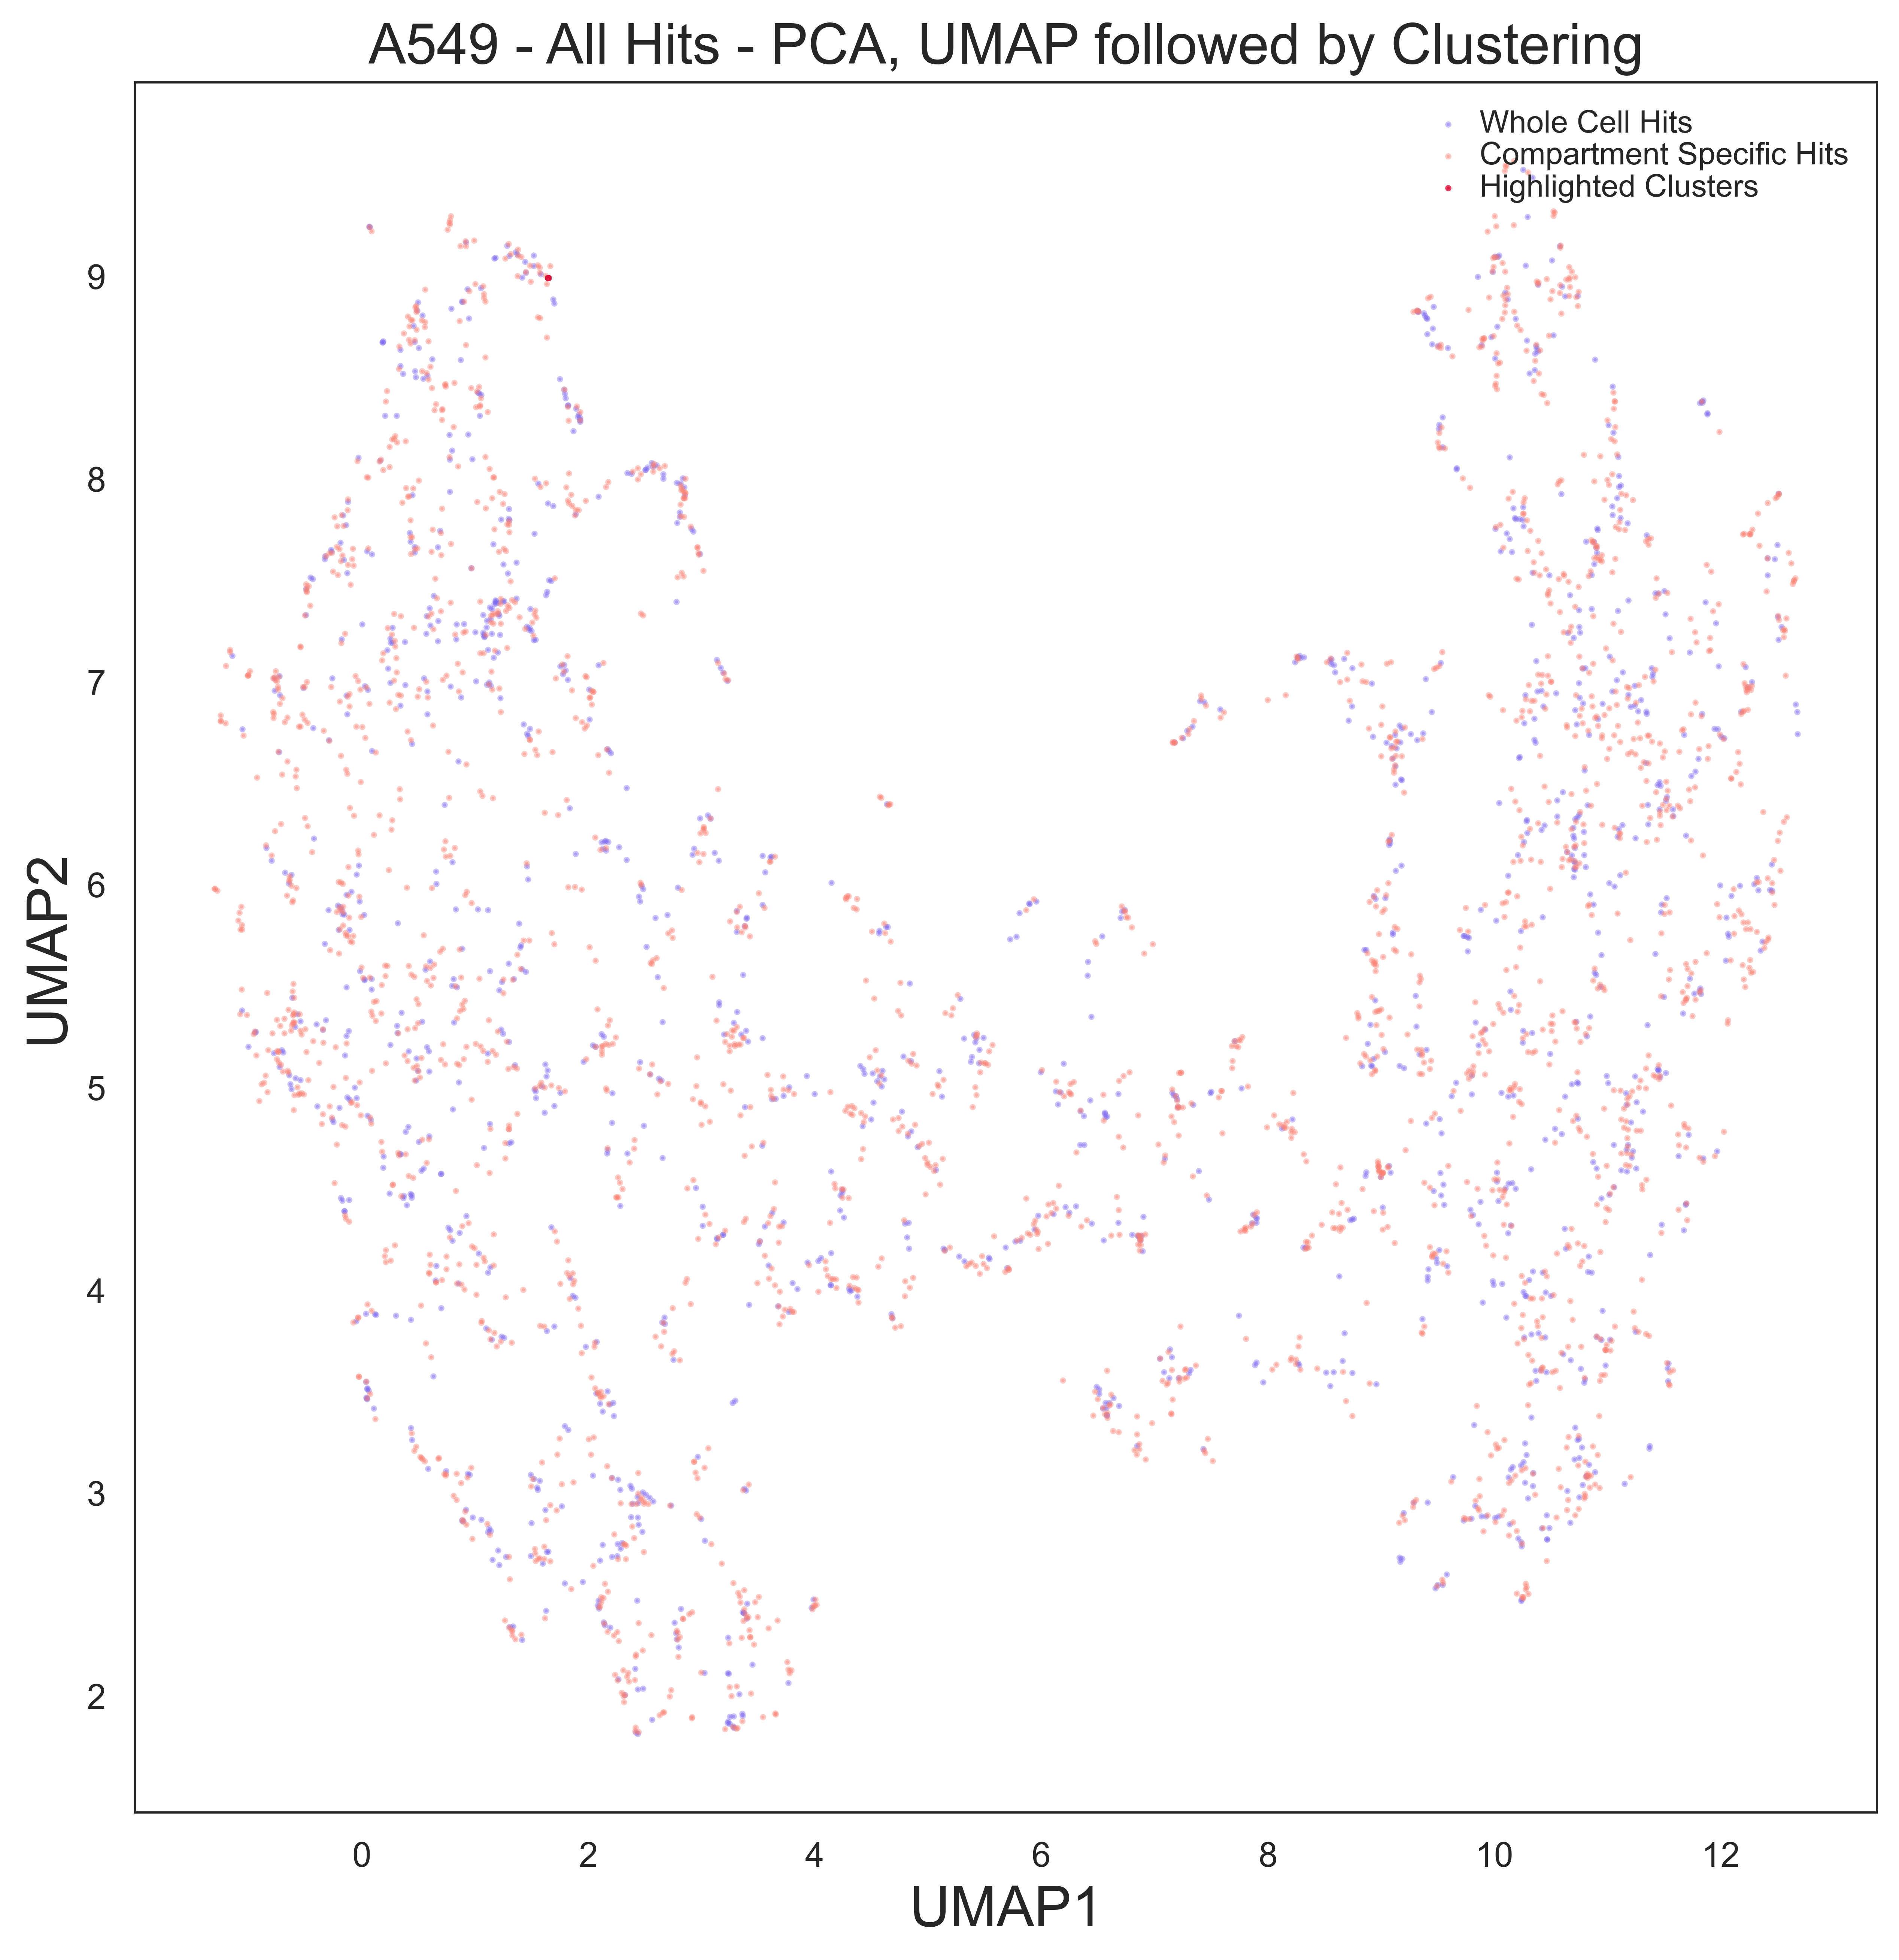 A549 - All Hits - PCA, UMAP followed by Clustering
Whole Cell Hits
Compartment Specific Hits
Highlighted Clusters
UMAP2
9
8
7
6
5
4
3
2
0 2 4 6 8 10 12
UMAP1